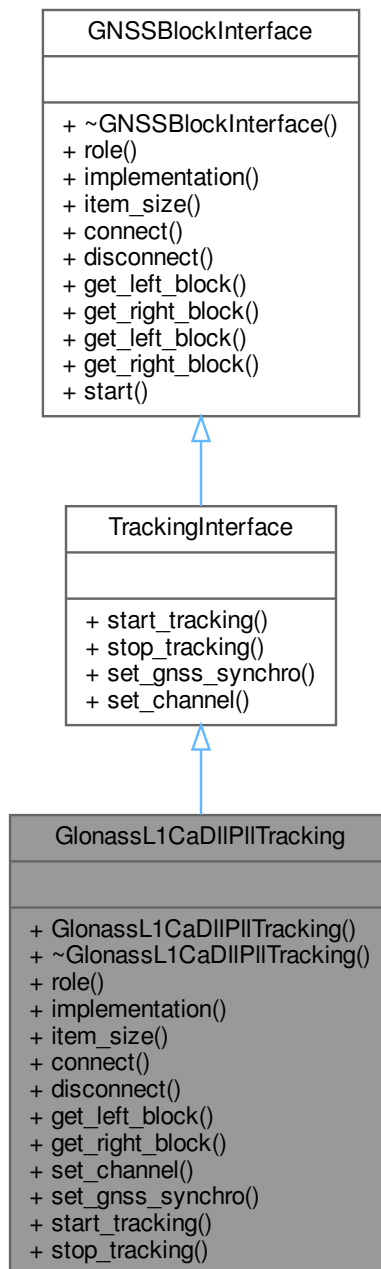 GNSSBlockInterface
+ ~GNSSBlockInterface()
+ role()
+ implementation()
+ item_size()
+ connect()
+ disconnect()
+ get_left_block()
+ get_right_block()
+ get_left_block()
+ get_right_block()
+ start()
TrackingInterface
+ start_tracking()
+ stop_tracking()
+ set_gnss_synchro()
+ set_channel()
GlonassL1CaDllPllTracking
+ GlonassL1CaDllPllTracking()
+ ~GlonassL1CaDllPllTracking()
+ role()
+ implementation()
+ item_size()
+ connect()
+ disconnect()
+ get_left_block()
+ get_right_block()
+ set_channel()
+ set_gnss_synchro()
+ start_tracking()
+ stop_tracking()